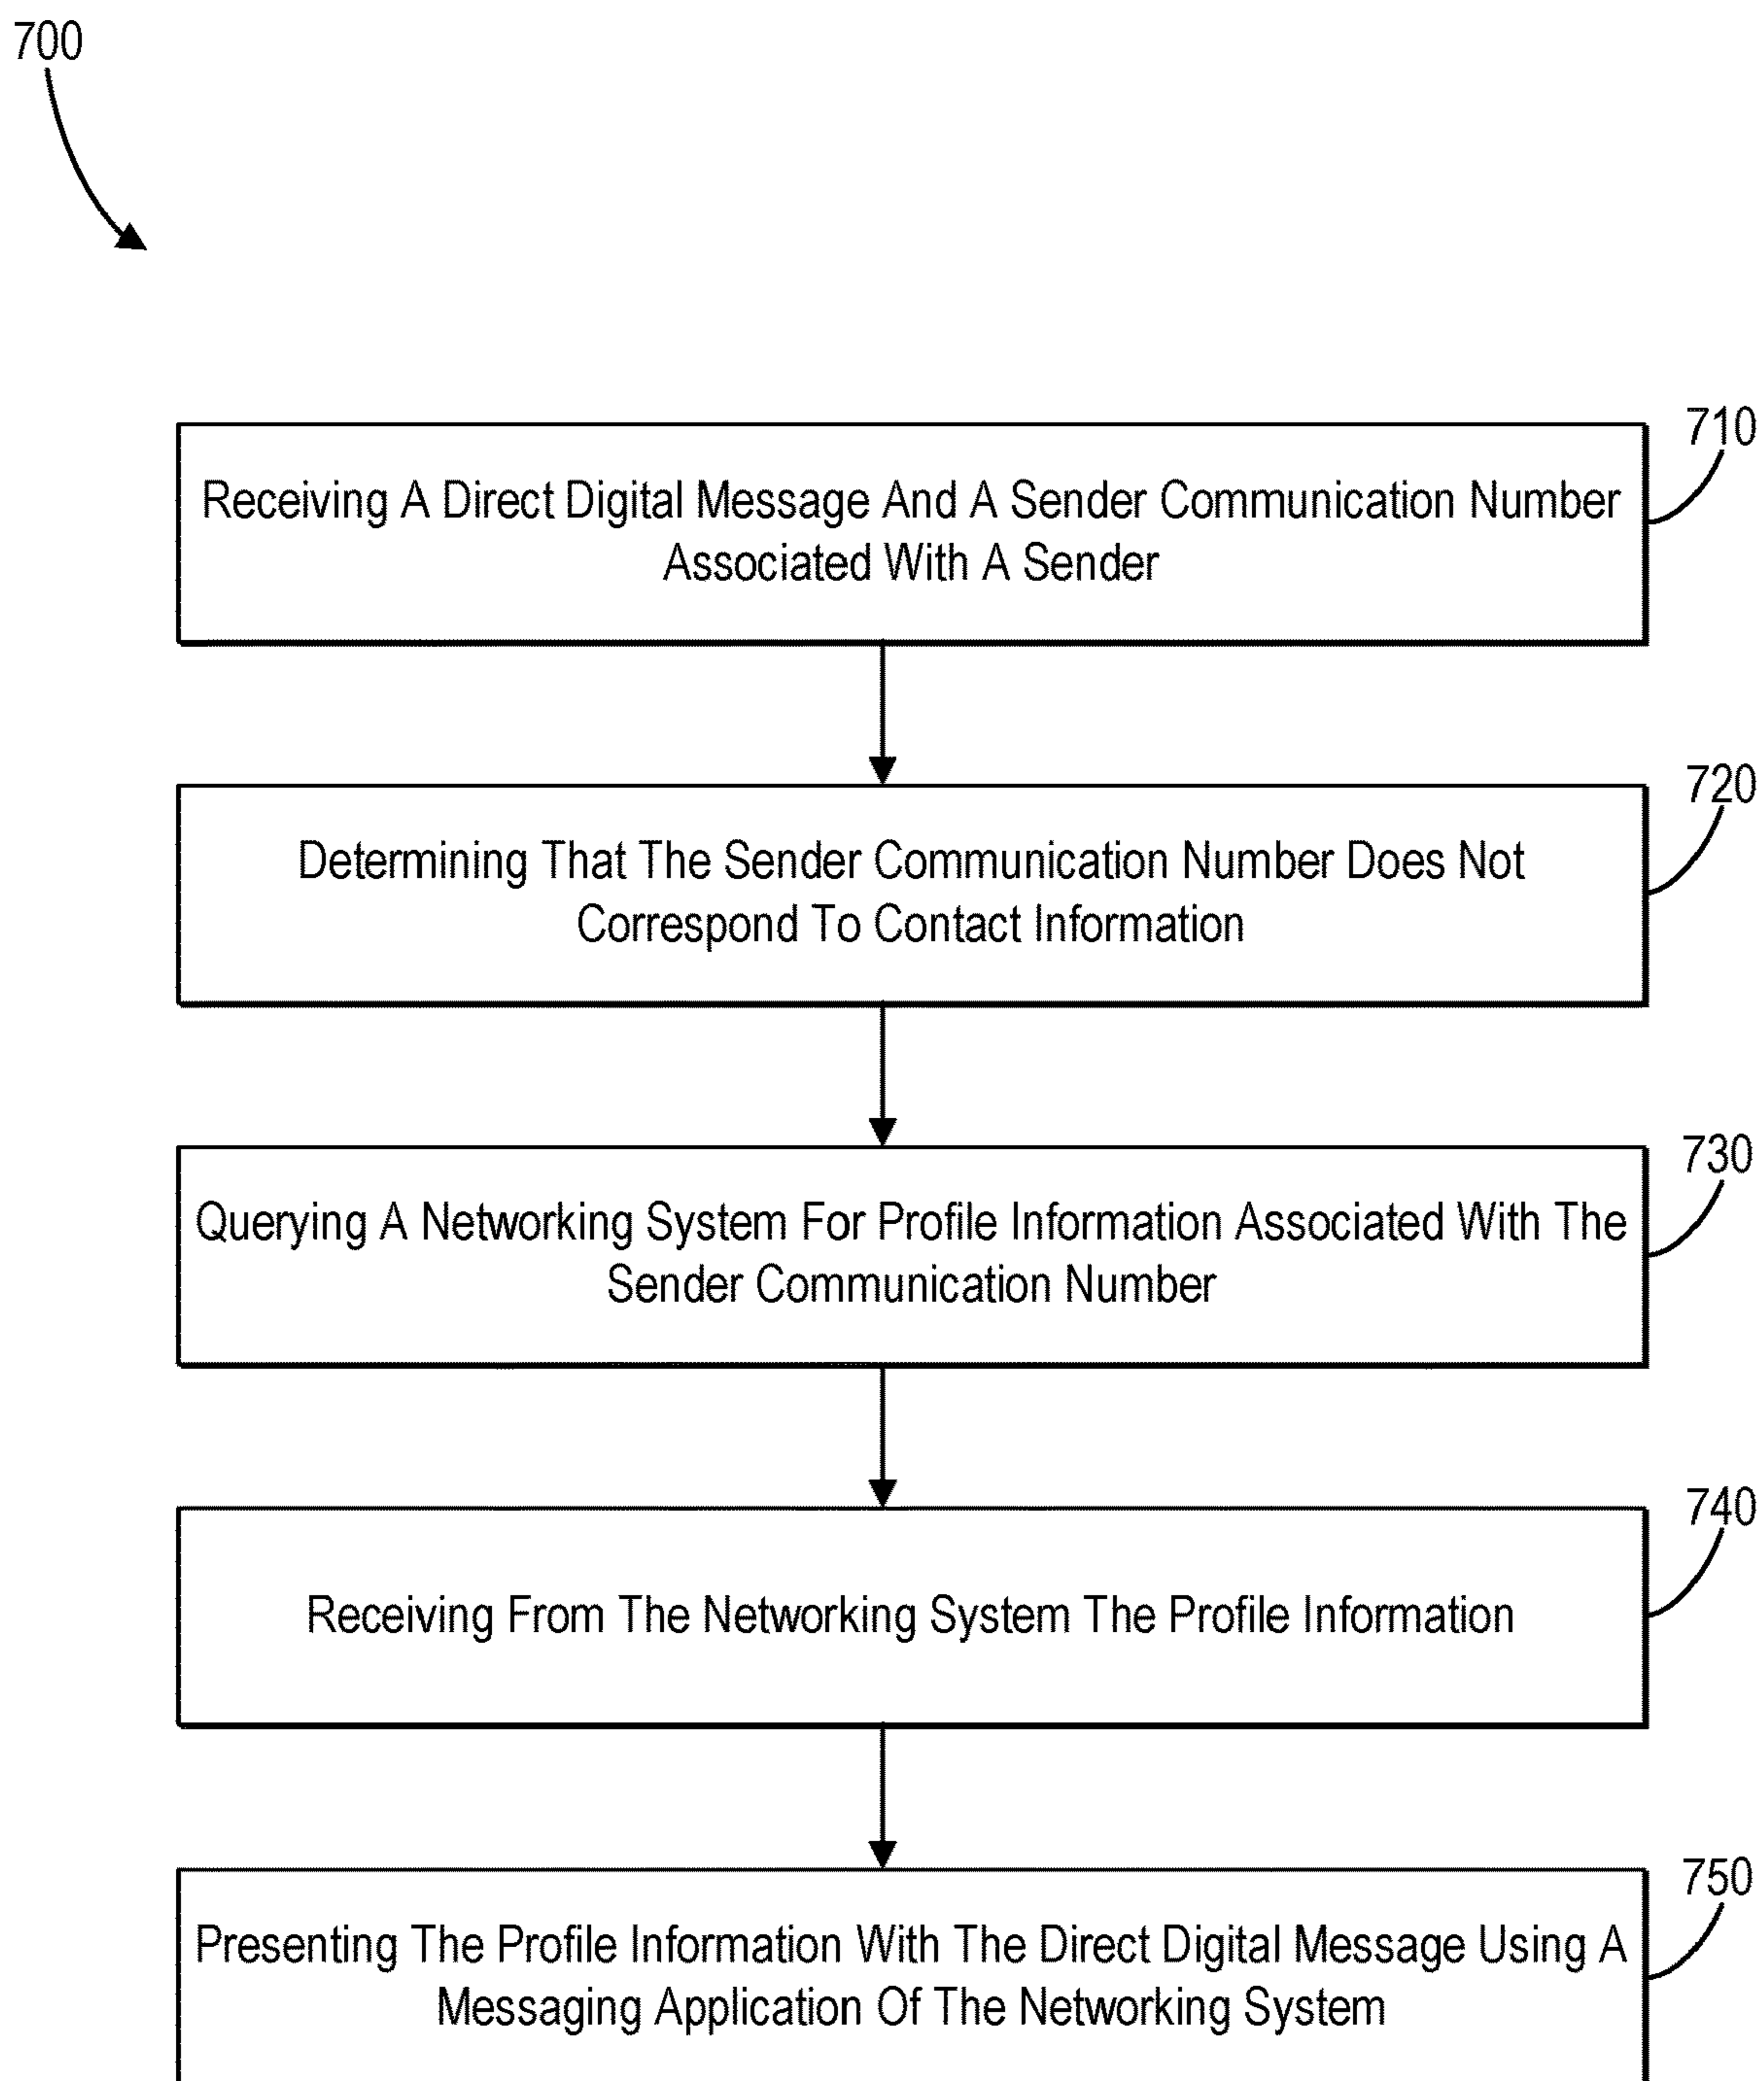 700
710
Receiving A Direct Digital Message And A Sender Communication Number
Associated With A Sender
720
Determining That The Sender Communication Number Does Not
Correspond To Contact Information
730
Querying A Networking System For Profile Information Associated With The
Sender Communication Number
740
Receiving From The Networking System The Profile Information
750
Presenting The Profile Information With The Direct Digital Message Using A
Messaging Application Of The Networking System